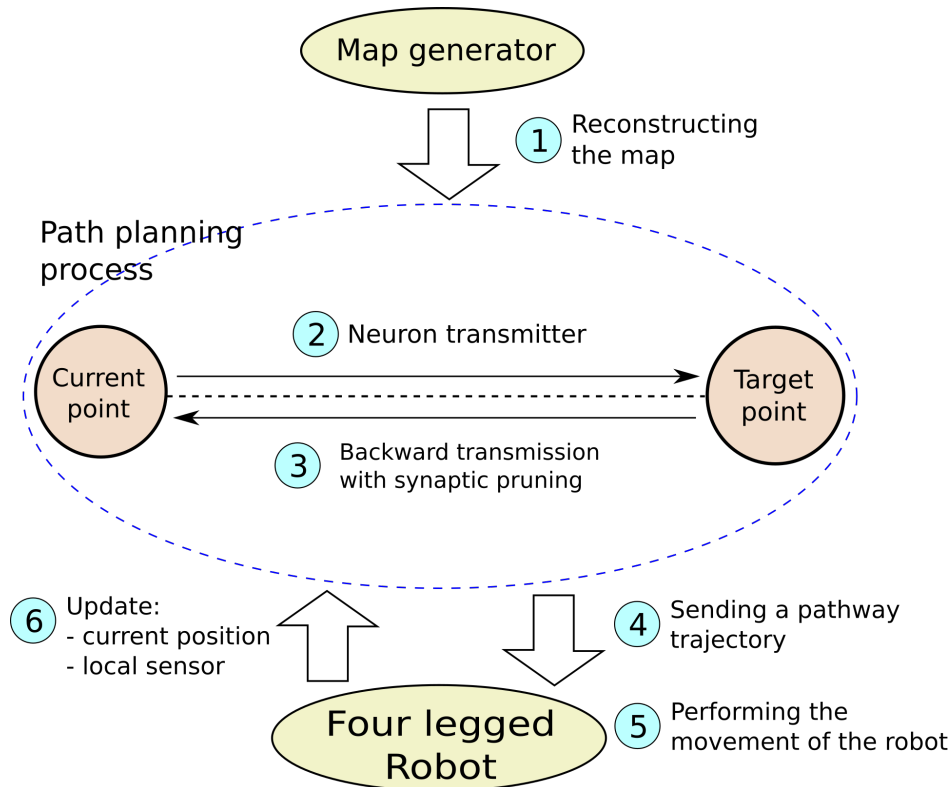 Map generator
1
Reconstructing
the map
Path planning
process
2
Neuron transmitter
Current
point
Target
point
3
Backward transmission
with synaptic pruning
6
Update:
- current position
- local sensor
4
Sending a pathway
trajectory
Four legged
Robot
5
Performing the
movement of the robot